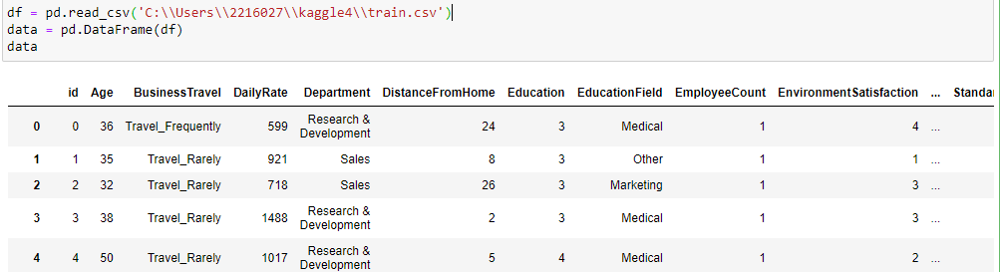 df = pd.read_csv('C:\\Users\\2216027\\kaggle4\\train.csv')
data = pd.DataFrame(df)
data
id Age BusinessTravel DailyRate Department DistanceFromHome Education EducationField EmployeeCount EnvironmentSatisfaction ... Standa
0 0 36 Travel_Frequently 599 Research & Development 24 3 Medical 1 4 ...
1 1 35 Travel_Rarely 921 Sales 8 3 Other 1 1 ...
2 2 32 Travel_Rarely 718 Sales 26 3 Marketing 1 3 ...
3 3 38 Travel_Rarely 1488 Research & Development 2 3 Medical 1 3 ...
4 4 50 Travel_Rarely 1017 Research & Development 5 4 Medical 1 2 ...